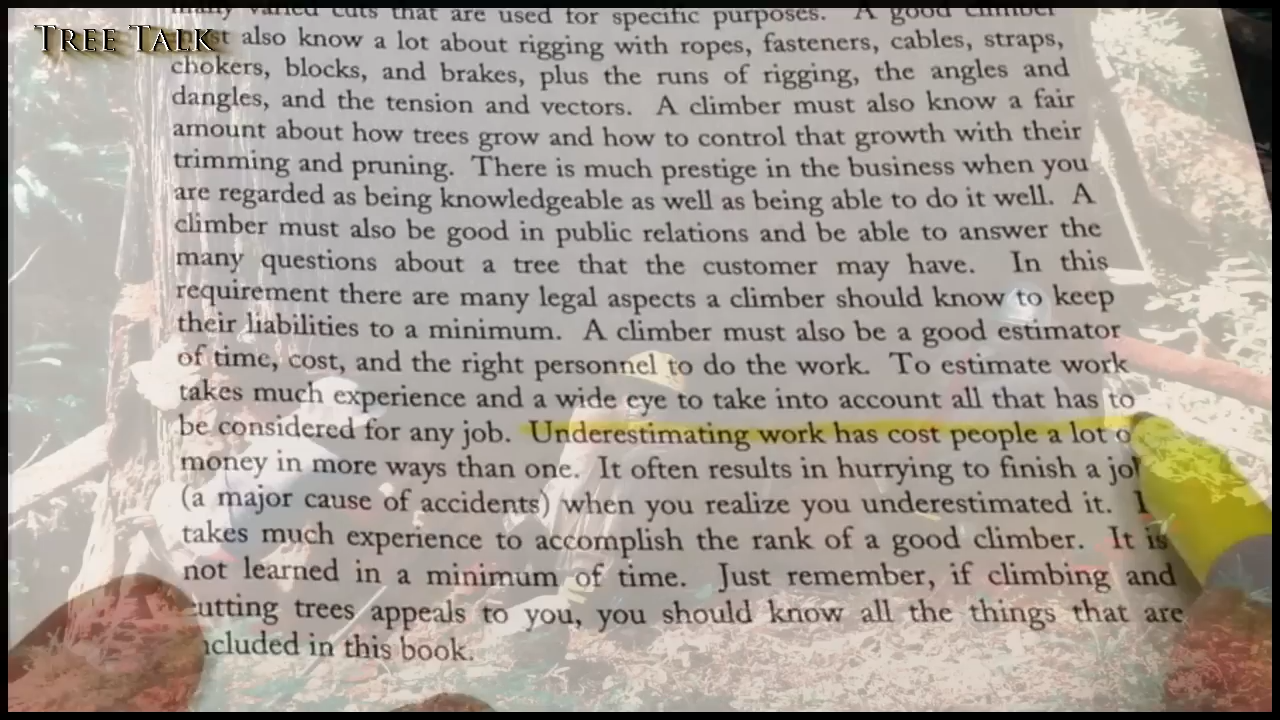 TREE TALK
many varied cuts that are used for specific purposes. A good climber
also know a lot about rigging with ropes, fasteners, cables, straps,
chokers, blocks, and brakes, plus the runs of rigging, the angles and
dangles, and the tension and vectors. A climber must also know a fair
amount about how trees grow and how to control that growth with their
trimming and pruning. There is much prestige in the business when you
are regarded as being knowledgeable as well as being able to do it well. A
climber must also be good in public relations and be able to answer the
many questions about a tree that the customer may have. In this
requirement there are many legal aspects a climber should know to keep
their liabilities to a minimum. A climber must also be a good estimator
of time, cost, and the right personnel to do the work. To estimate work
takes much experience and a wide eye to take into account all that has to
be considered for any job. Underestimating work has cost people a lot
money in more ways than one. It often results in hurrying to finish a
(a major cause of accidents) when you realize you underestimated it.
takes much experience to accomplish the rank of a good climber. It is
not learned in a minimum of time. Just remember, if climbing and
trees appeals to you, you should know all the things that are
in this book.